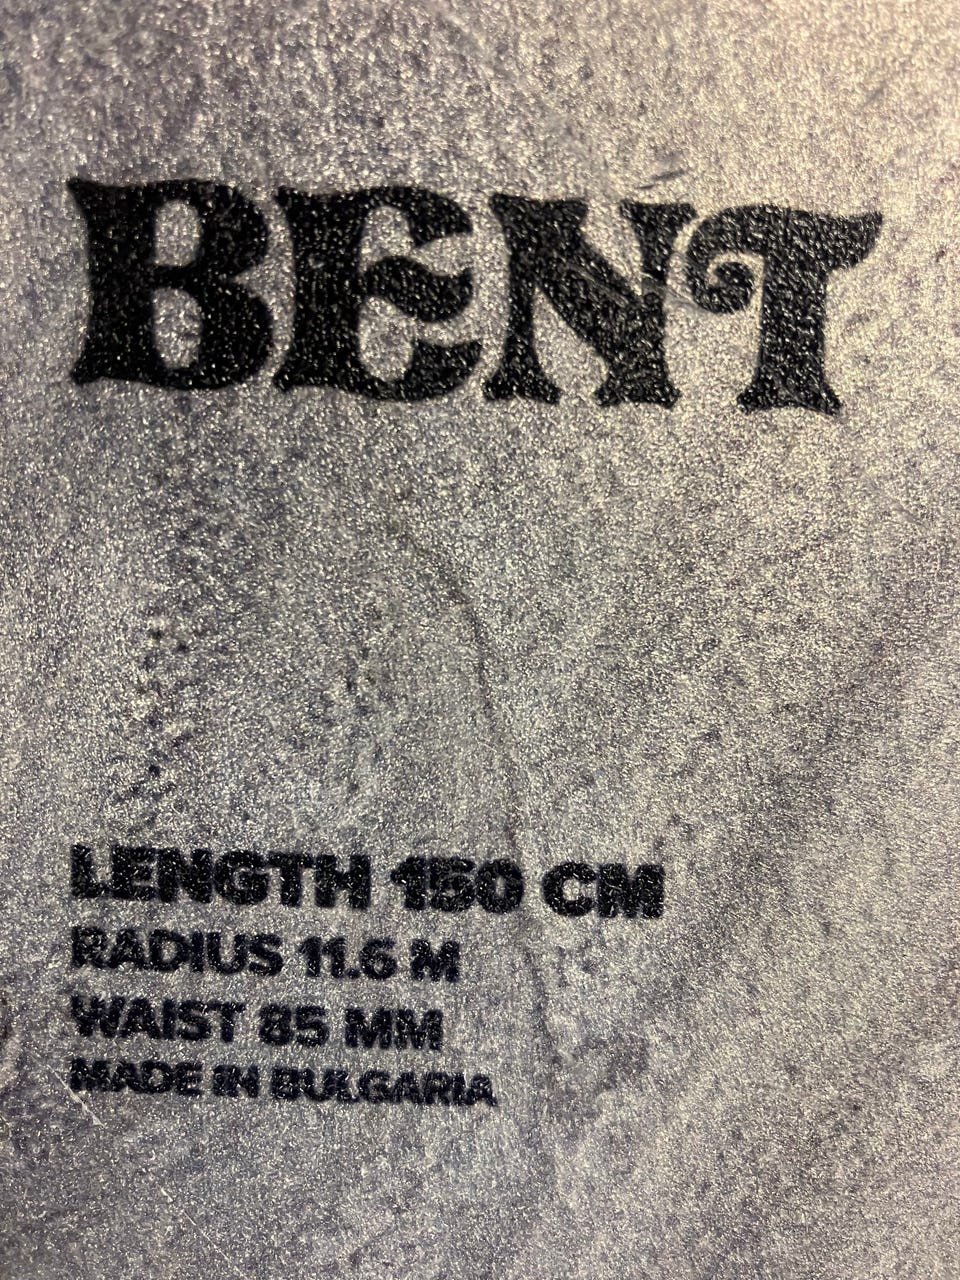 BENT
LENGTH 150 CM
RADIUS 11.6 M
WAIST 85 MM
MADE IN BULGARIA